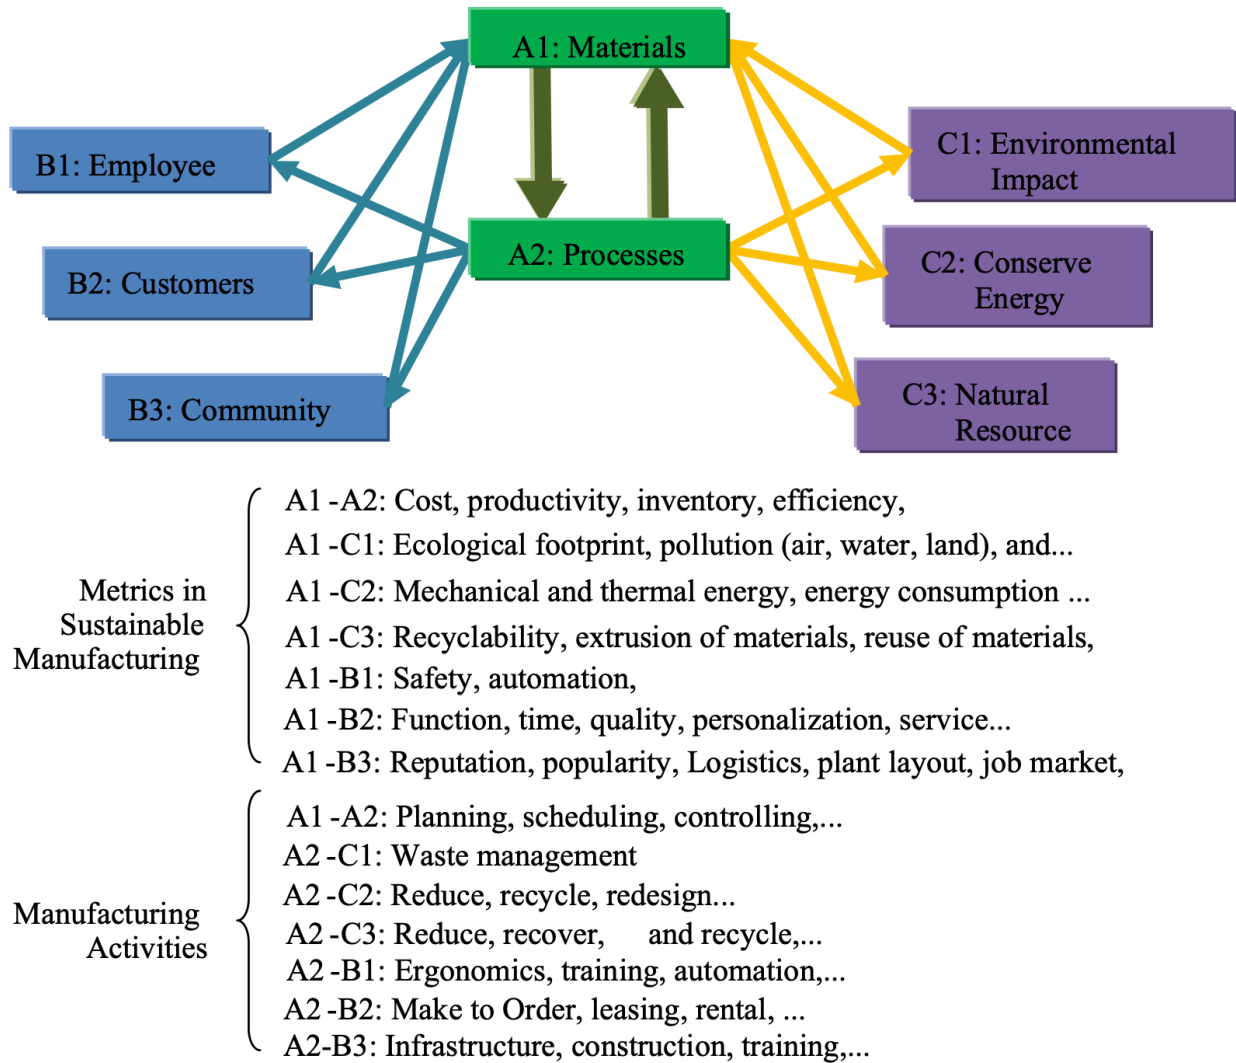 A1: Materials
B1: Employee
C1: Environmental
Impact
A2: Processes
B2: Customers
C2: Conserve
Energy
B3: Community
C3: Natural
Resource
Metrics in
Sustainable
Manufacturing
A1-A2: Cost, productivity, inventory, efficiency,
A1-C1: Ecological footprint, pollution (air, water, land), and...
A1-C2: Mechanical and thermal energy, energy consumption ...
A1-C3: Recyclability, extrusion of materials, reuse of materials,
A1-B1: Safety, automation,
A1-B2: Function, time, quality, personalization, service...
A1-B3: Reputation, popularity, Logistics, plant layout, job market,
Manufacturing
Activities
A1-A2: Planning, scheduling, controlling,...
A2-C1: Waste management
A2-C2: Reduce, recycle, redesign...
A2-C3: Reduce, recover, and recycle,...
A2-B1: Ergonomics, training, automation,...
A2-B2: Make to Order, leasing, rental, ...
A2-B3: Infrastructure, construction, training,...